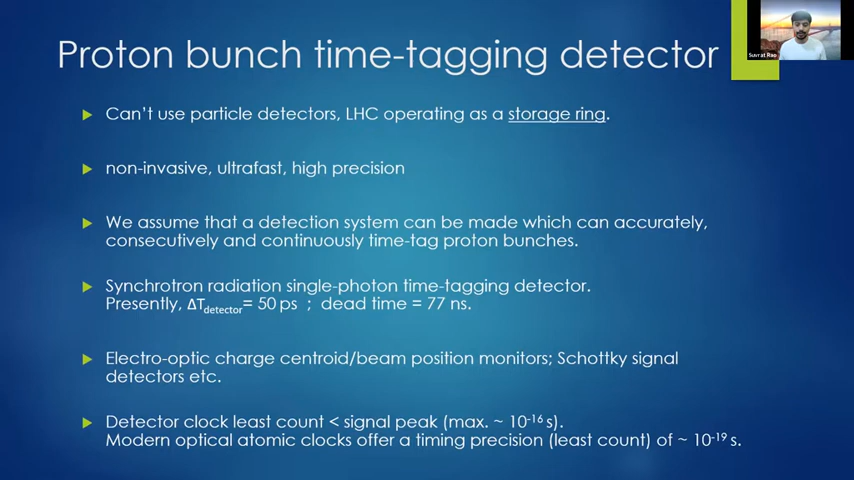 Proton bunch time-tagging detector
Suvrat Rao
Can't use particle detectors, LHC operating as a storage ring.
non-invasive, ultrafast, high precision
We assume that a detection system can be made which can accurately,
consecutively and continuously time-tag proton bunches.
Synchrotron radiation single-photon time-tagging detector.
Presently, ΔTdetector= 50 ps ; dead time = 77 ns.
Electro-optic charge centroid/beam position monitors; Schottky signal
detectors etc.
Detector clock least count < signal peak (max. ~ 10⁻¹⁶ s).
Modern optical atomic clocks offer a timing precision (least count) of ~ 10⁻¹⁹ s.